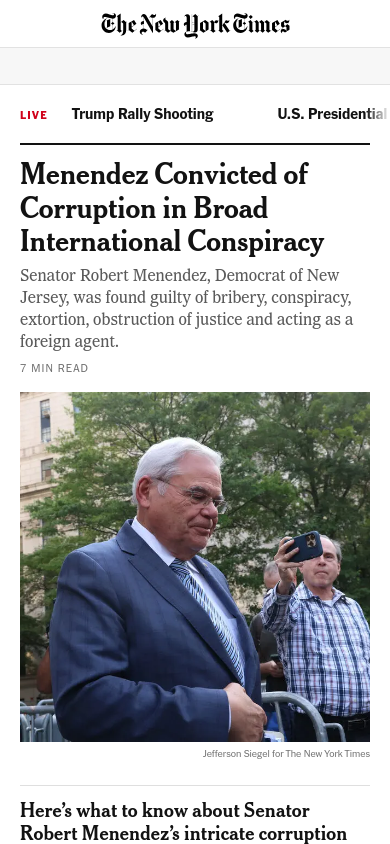 The New York Times
LIVE Trump Rally Shooting U.S. Presidential
Menendez Convicted of
Corruption in Broad
International Conspiracy
Senator Robert Menendez, Democrat of New
Jersey, was found guilty of bribery, conspiracy,
extortion, obstruction of justice and acting as a
foreign agent.
7 MIN READ
Jefferson Siegel for The New York Times
Here’s what to know about Senator
Robert Menendez’s intricate corruption